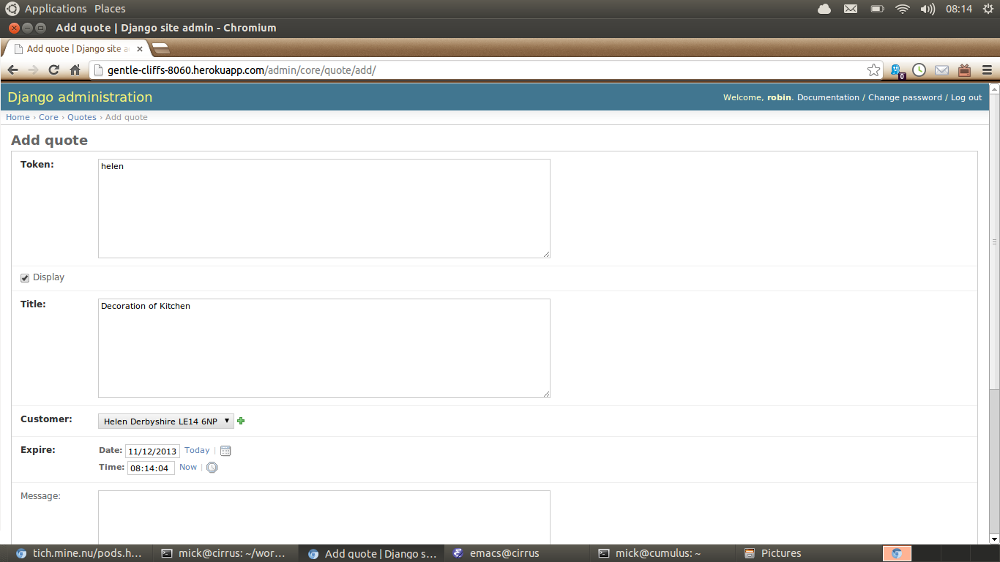 Applications Places 08:14
Add quote | Django site admin - Chromium
Add quote | Django site a
gentle-cliffs-8060.herokuapp.com/admin/core/quote/add/
0
Django administration
Welcome, robin. Documentation / Change password / Log out
Home › Core › Quotes › Add quote
Add quote
Token: helen
Display
Title: Decoration of Kitchen
Customer: Helen Derbyshire LE14 6NP
Expire: Date: 11/12/2013 Today |
Time: 08:14:04 Now |
Message:
tich.mine.nu/pods.h... mick@cirrus: ~/wor... Add quote | Django s... emacs@cirrus mick@cumulus: ~ Pictures